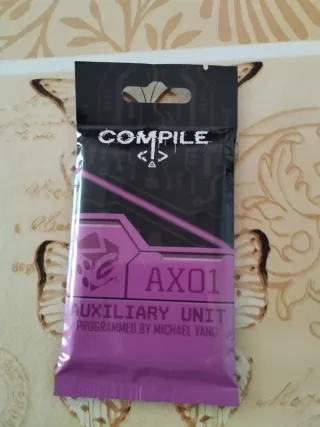 COMPILE
< / >
AX01
AUXILIARY UNIT
PROGRAMMED BY MICHAEL YANG